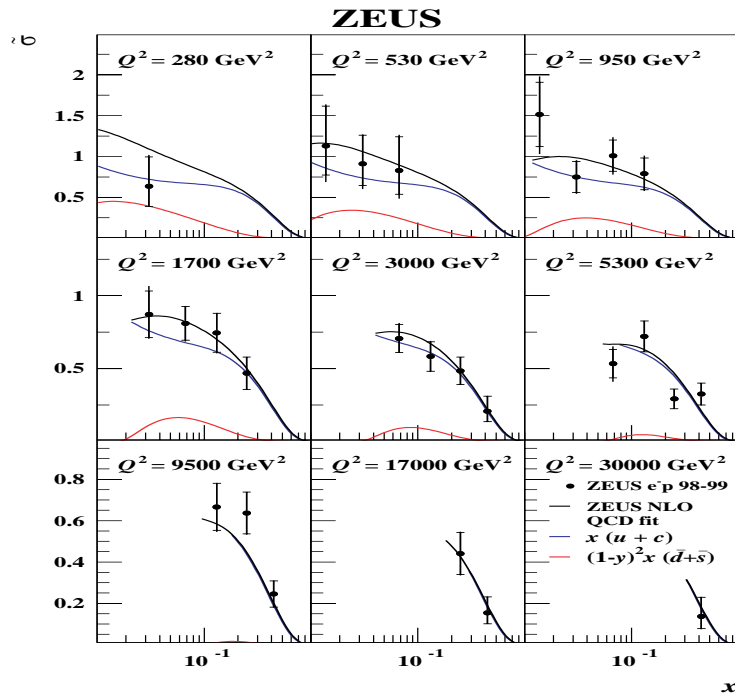 ZEUS
σ̃
Q² = 280 GeV²
Q² = 530 GeV²
Q² = 950 GeV²
2
1.5
1
0.5
Q² = 1700 GeV²
Q² = 3000 GeV²
Q² = 5300 GeV²
1
0.5
Q² = 9500 GeV²
Q² = 17000 GeV²
Q² = 30000 GeV²
0.8
0.6
0.4
0.2
ZEUS e⁻p 98-99
ZEUS NLO
QCD fit
x (u + c)
(1-y)²x (d̄+s̄)
10⁻¹
10⁻¹
10⁻¹
x